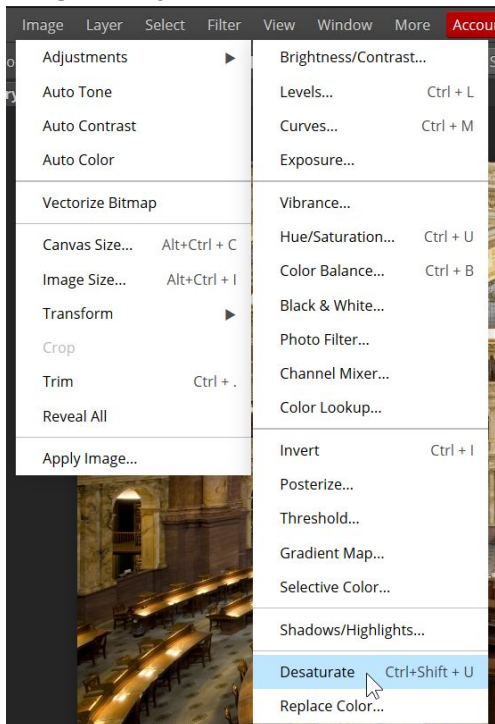 Image Layer Select Filter View Window More Accou
Adjustments ▶
Auto Tone
Auto Contrast
Auto Color
Vectorize Bitmap
Canvas Size... Alt+Ctrl + C
Image Size... Alt+Ctrl + I
Transform ▶
Crop
Trim Ctrl + .
Reveal All
Apply Image...
Brightness/Contrast...
Levels... Ctrl + L
Curves... Ctrl + M
Exposure...
Vibrance...
Hue/Saturation... Ctrl + U
Color Balance... Ctrl + B
Black & White...
Photo Filter...
Channel Mixer...
Color Lookup...
Invert Ctrl + I
Posterize...
Threshold...
Gradient Map...
Selective Color...
Shadows/Highlights...
Desaturate Ctrl+Shift + U
Replace Color...